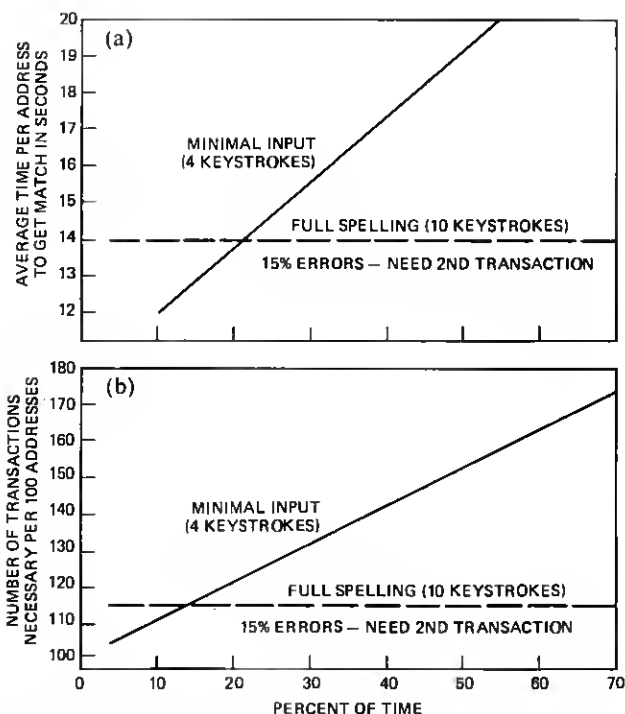 20
(a)
19
18
17
16
15
14
13
12
AVERAGE TIME PER ADDRESS
TO GET MATCH IN SECONDS
MINIMAL INPUT
(4 KEYSTROKES)
FULL SPELLING (10 KEYSTROKES)
15% ERRORS — NEED 2ND TRANSACTION
180
(b)
170
160
150
140
130
120
110
100
NUMBER OF TRANSACTIONS
NECESSARY PER 100 ADDRESSES
MINIMAL INPUT
(4 KEYSTROKES)
FULL SPELLING (10 KEYSTROKES)
15% ERRORS — NEED 2ND TRANSACTION
0 10 20 30 40 50 60 70
PERCENT OF TIME